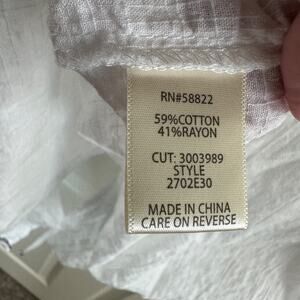 RN#58822
59%COTTON
41%RAYON
CUT: 3003989
STYLE
2702E30
MADE IN CHINA
CARE ON REVERSE